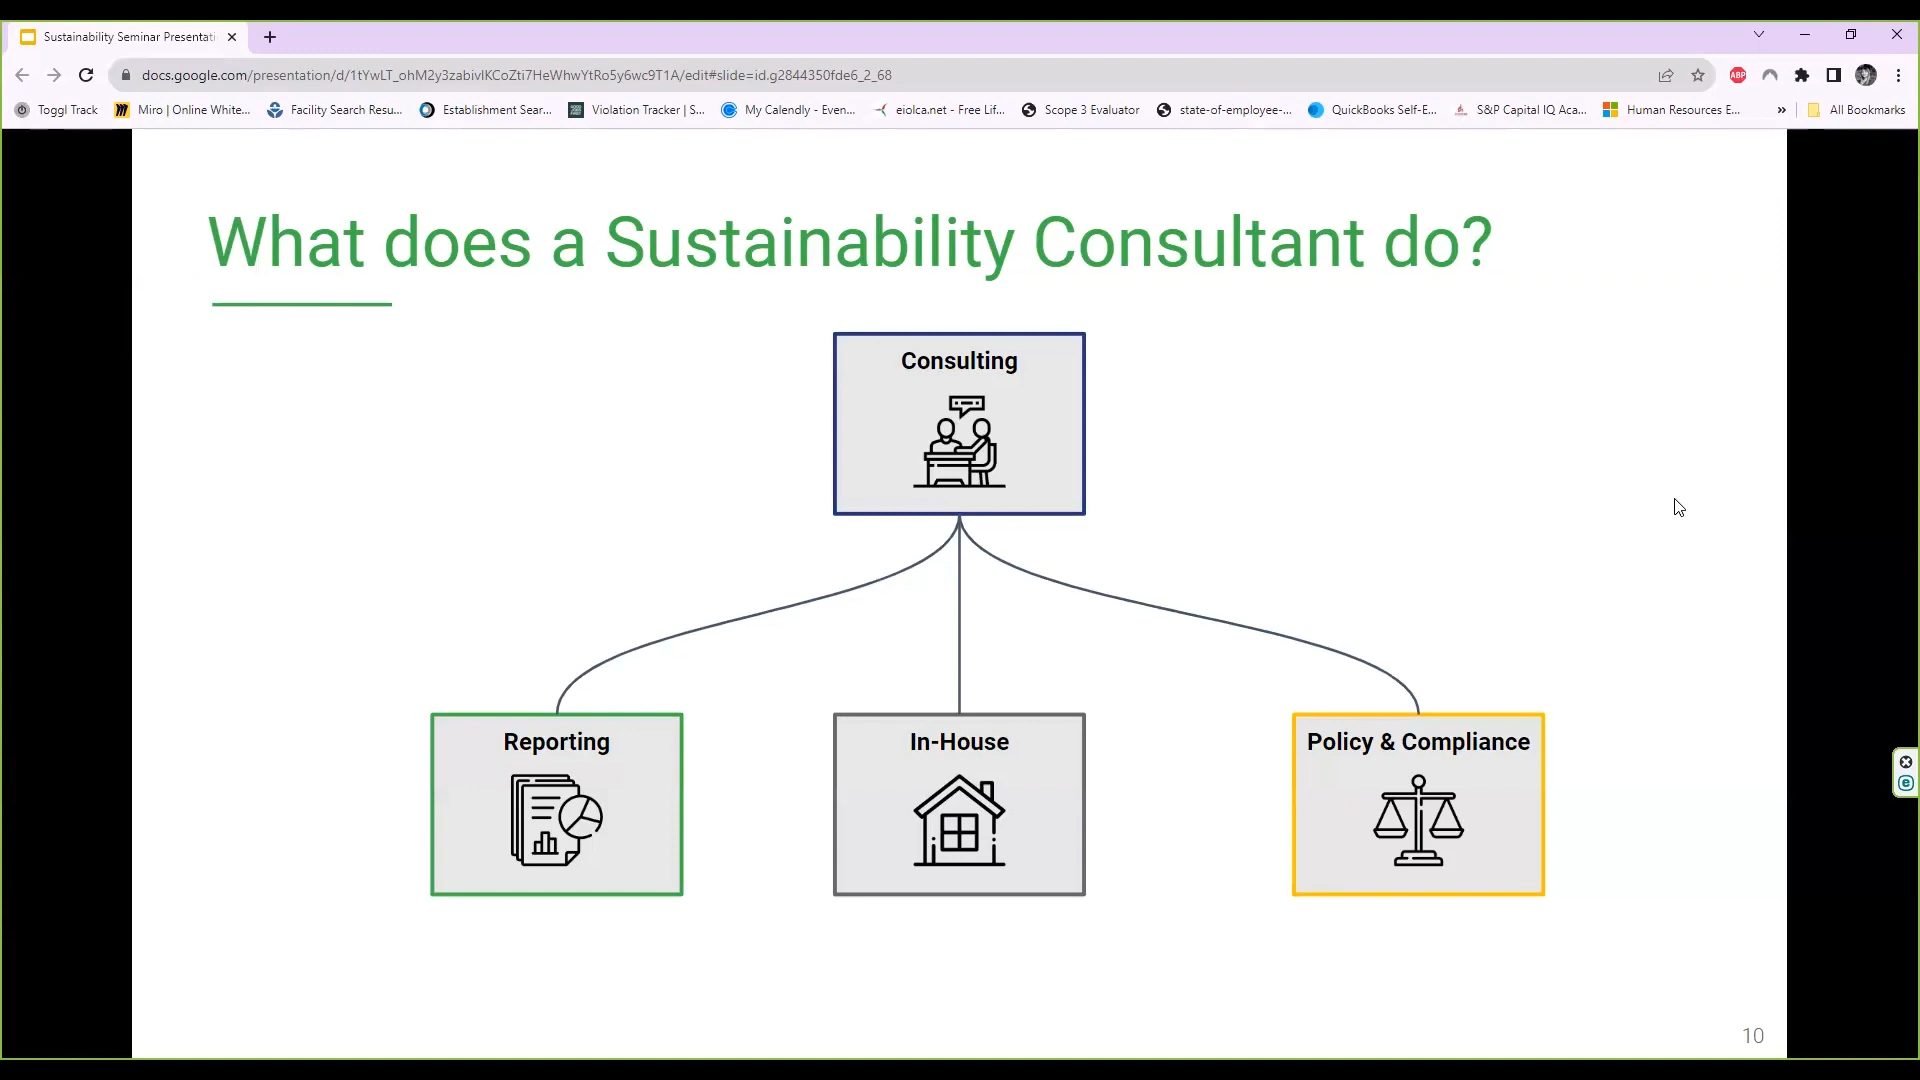 Sustainability Seminar Presentati
docs.google.com/presentation/d/1tYwLT_ohM2y3zabivIKCoZti7HeWhwYtRo5y6wc9T1A/edit#slide=id.g2844350fde6_2_68
ABP
Toggl Track
Miro | Online White...
Facility Search Resu...
Establishment Sear...
Violation Tracker | S...
My Calendly - Even...
eiolca.net - Free Lif...
Scope 3 Evaluator
state-of-employee-...
QuickBooks Self-E...
S&P Capital IQ Aca...
Human Resources E...
»
All Bookmarks
What does a Sustainability Consultant do?
Consulting
Reporting
In-House
Policy & Compliance
10